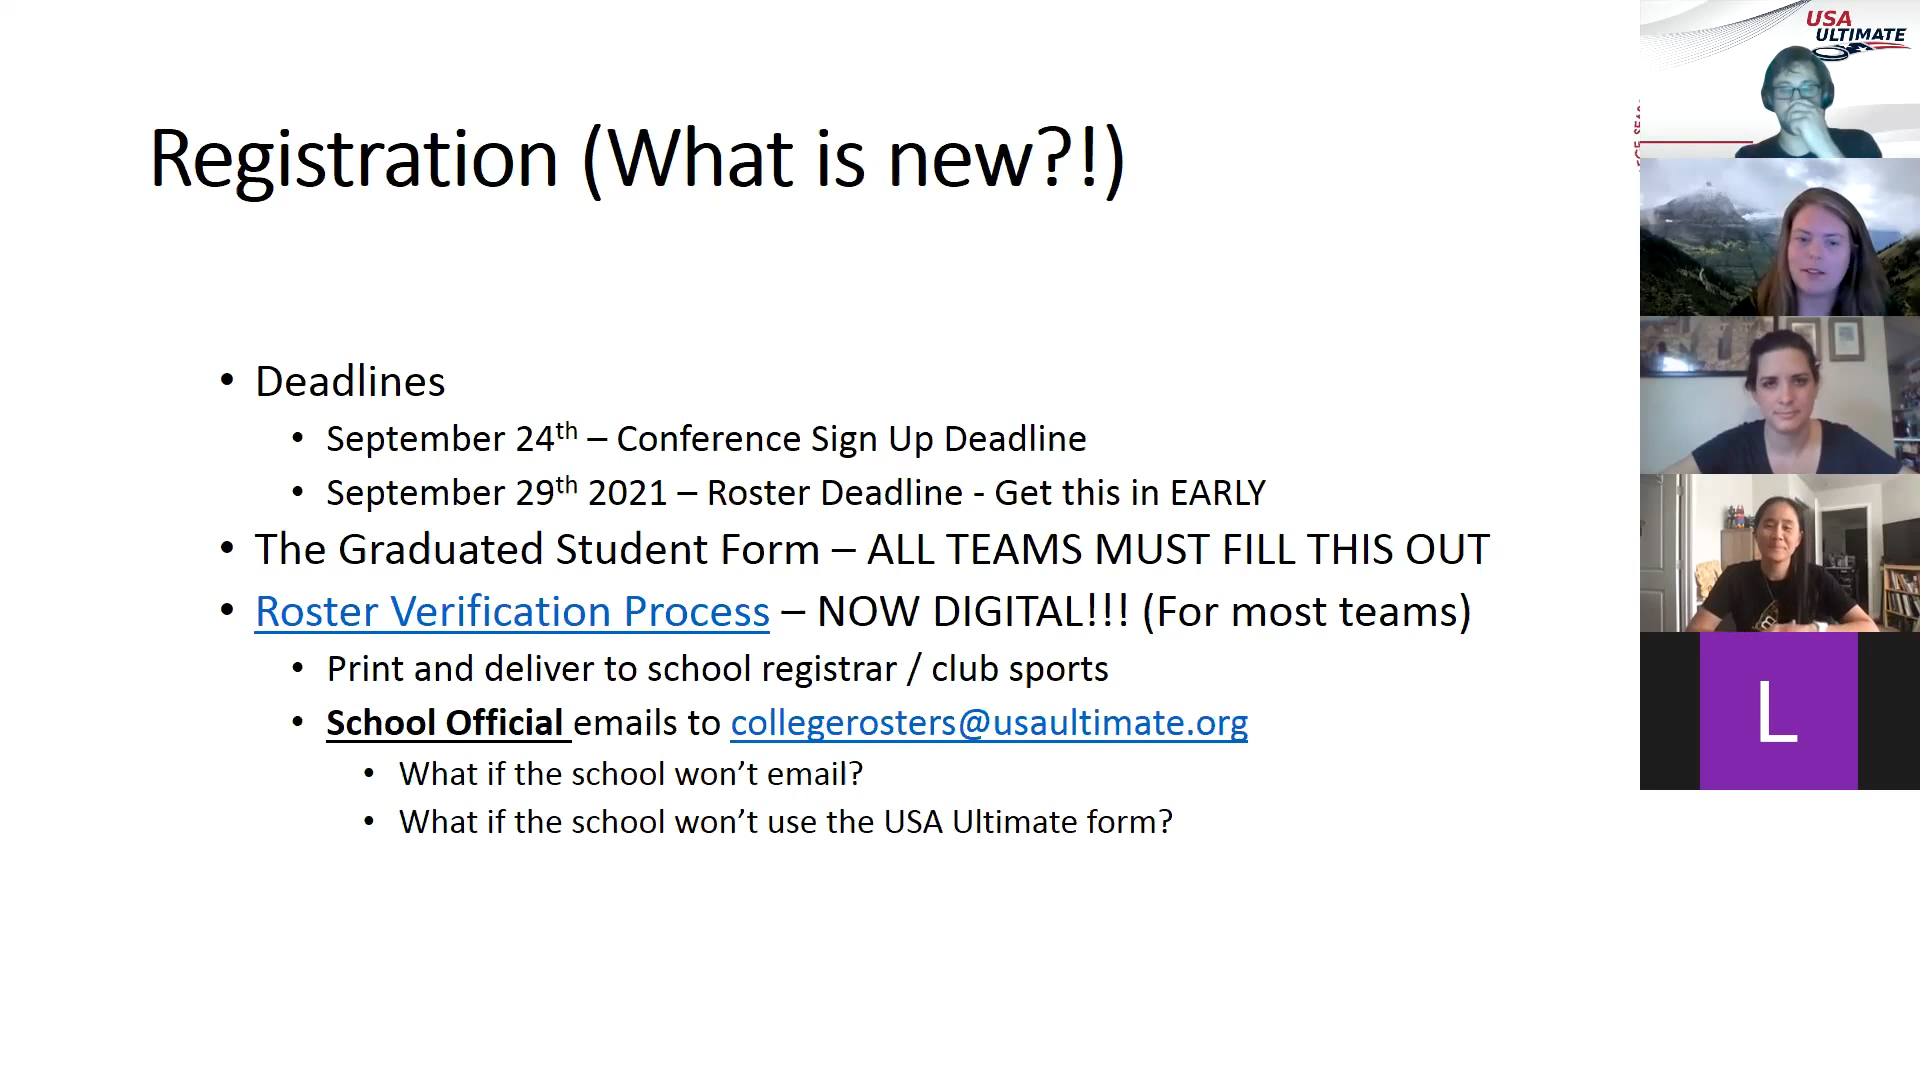 Registration (What is new?!)
• Deadlines
• September 24th – Conference Sign Up Deadline
• September 29th 2021 – Roster Deadline - Get this in EARLY
• The Graduated Student Form – ALL TEAMS MUST FILL THIS OUT
• Roster Verification Process – NOW DIGITAL!!! (For most teams)
• Print and deliver to school registrar / club sports
• School Official emails to collegerosters@usaultimate.org
• What if the school won’t email?
• What if the school won’t use the USA Ultimate form?
USA
ULTIMATE
L